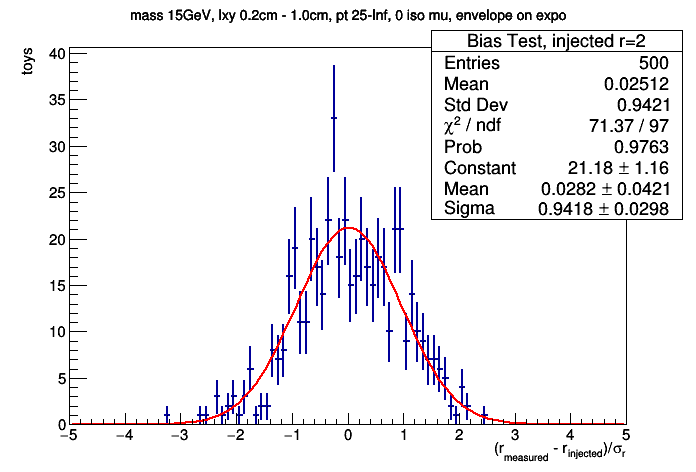 mass 15GeV, lxy 0.2cm - 1.0cm, pt 25-Inf, 0 iso mu, envelope on expo
Bias Test, injected r=2
Entries 500
Mean 0.02512
Std Dev 0.9421
χ² / ndf 71.37 / 97
Prob 0.9763
Constant 21.18 ± 1.16
Mean 0.0282 ± 0.0421
Sigma 0.9418 ± 0.0298
toys
40
35
30
25
20
15
10
5
0
−5 −4 −3 −2 −1 0 1 2 3 4 5
(r_measured - r_injected)/σ_r